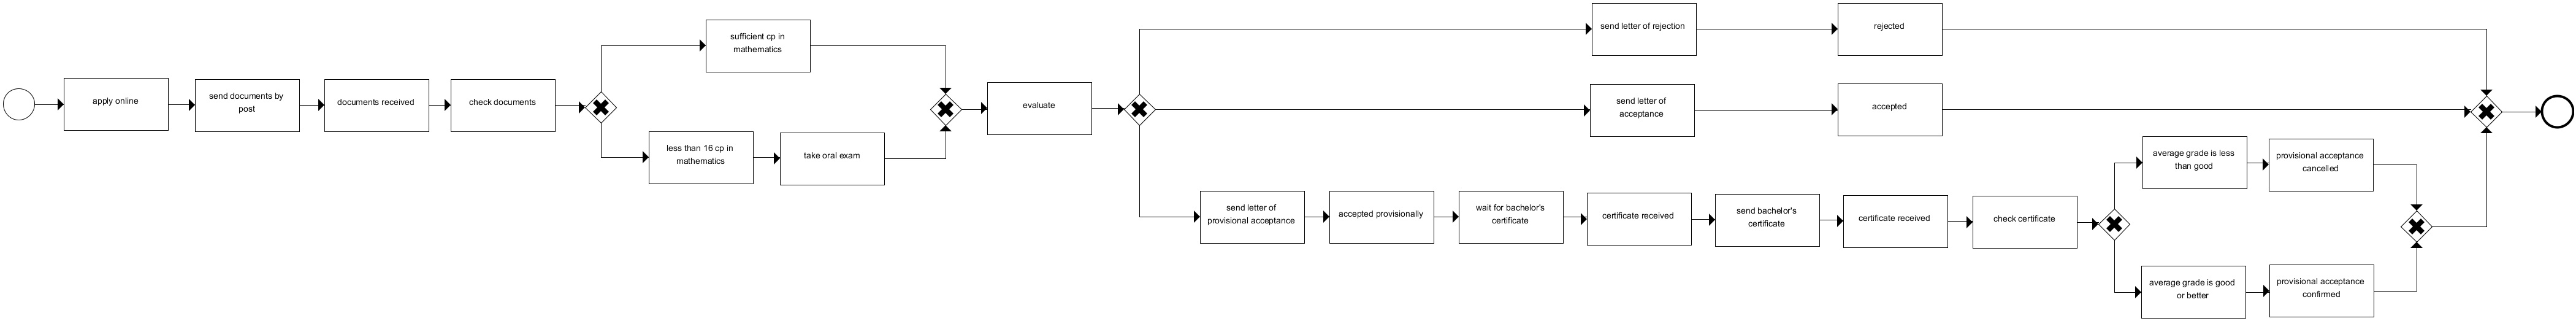 apply online
send documents by
post
documents received
check documents
sufficient cp in
mathematics
less than 16 cp in
mathematics
take oral exam
evaluate
send letter of rejection
rejected
send letter of
acceptance
accepted
send letter of
provisional acceptance
accepted provisionally
wait for bachelor's
certificate
certificate received
send bachelor's
certificate
certificate received
check certificate
average grade is less
than good
provisional acceptance
cancelled
average grade is good
or better
provisional acceptance
confirmed